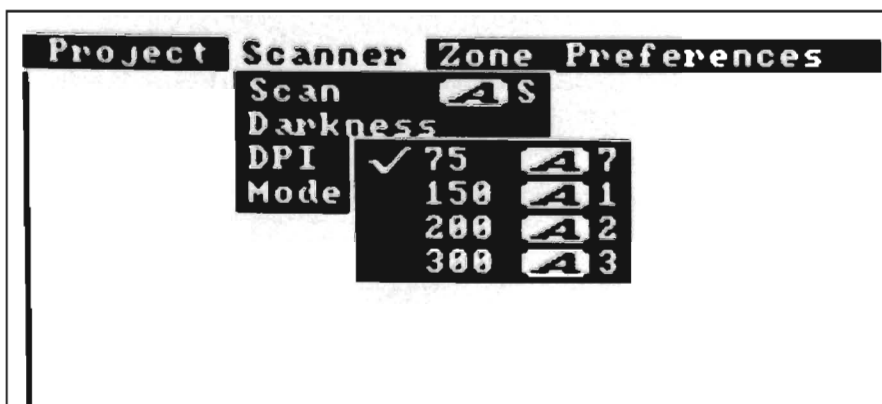 Project Scanner Zone Preferences
Scan A S
Darkness
DPI ✓ 75 A 7
Mode 150 A 1
200 A 2
300 A 3